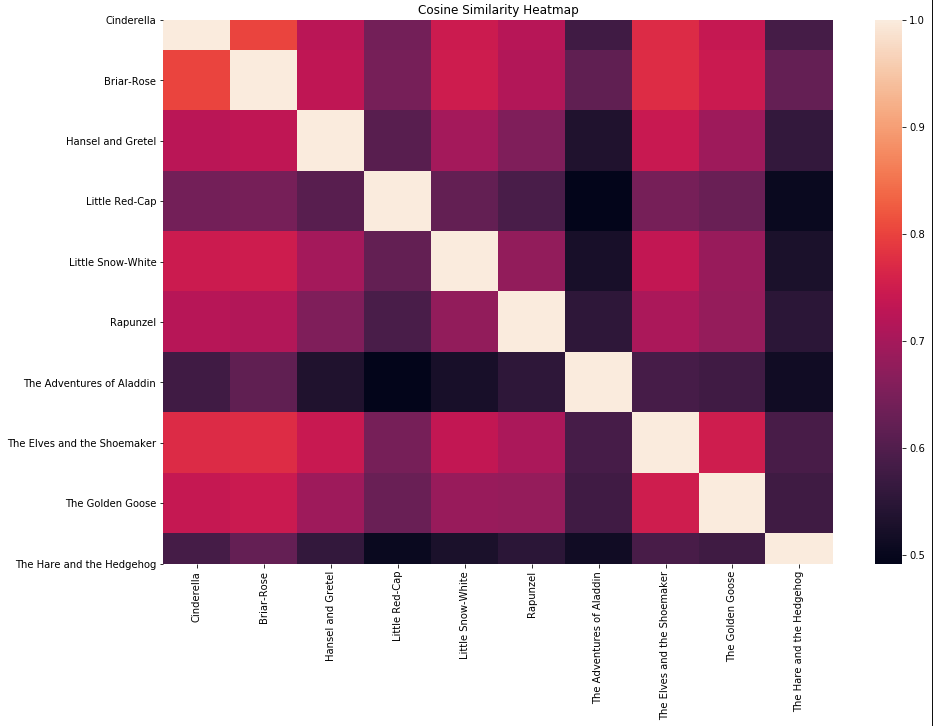 Cosine Similarity Heatmap
Cinderella
Briar-Rose
Hansel and Gretel
Little Red-Cap
Little Snow-White
Rapunzel
The Adventures of Aladdin
The Elves and the Shoemaker
The Golden Goose
The Hare and the Hedgehog
Cinderella
Briar-Rose
Hansel and Gretel
Little Red-Cap
Little Snow-White
Rapunzel
The Adventures of Aladdin
The Elves and the Shoemaker
The Golden Goose
The Hare and the Hedgehog
1.0
0.9
0.8
0.7
0.6
0.5